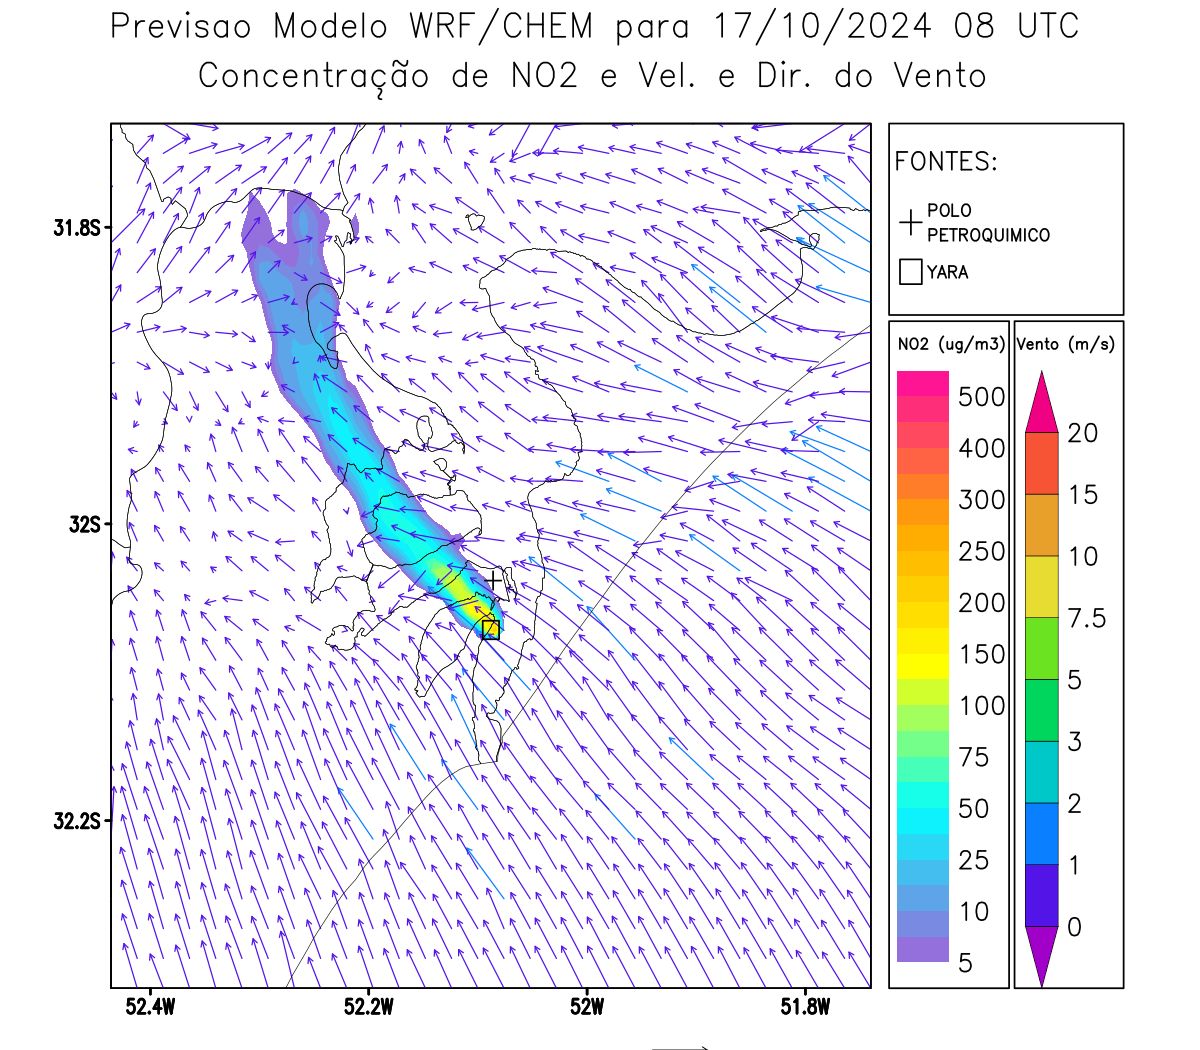 Previsao Modelo WRF/CHEM para 17/10/2024 08 UTC
Concentração de NO2 e Vel. e Dir. do Vento
FONTES:
POLO
PETROQUIMICO
YARA
NO2 (ug/m3)
500
400
300
250
200
150
100
75
50
25
10
5
Vento (m/s)
20
15
10
7.5
5
3
2
1
0
31.8S
32S
32.2S
52.4W
52.2W
52W
51.8W